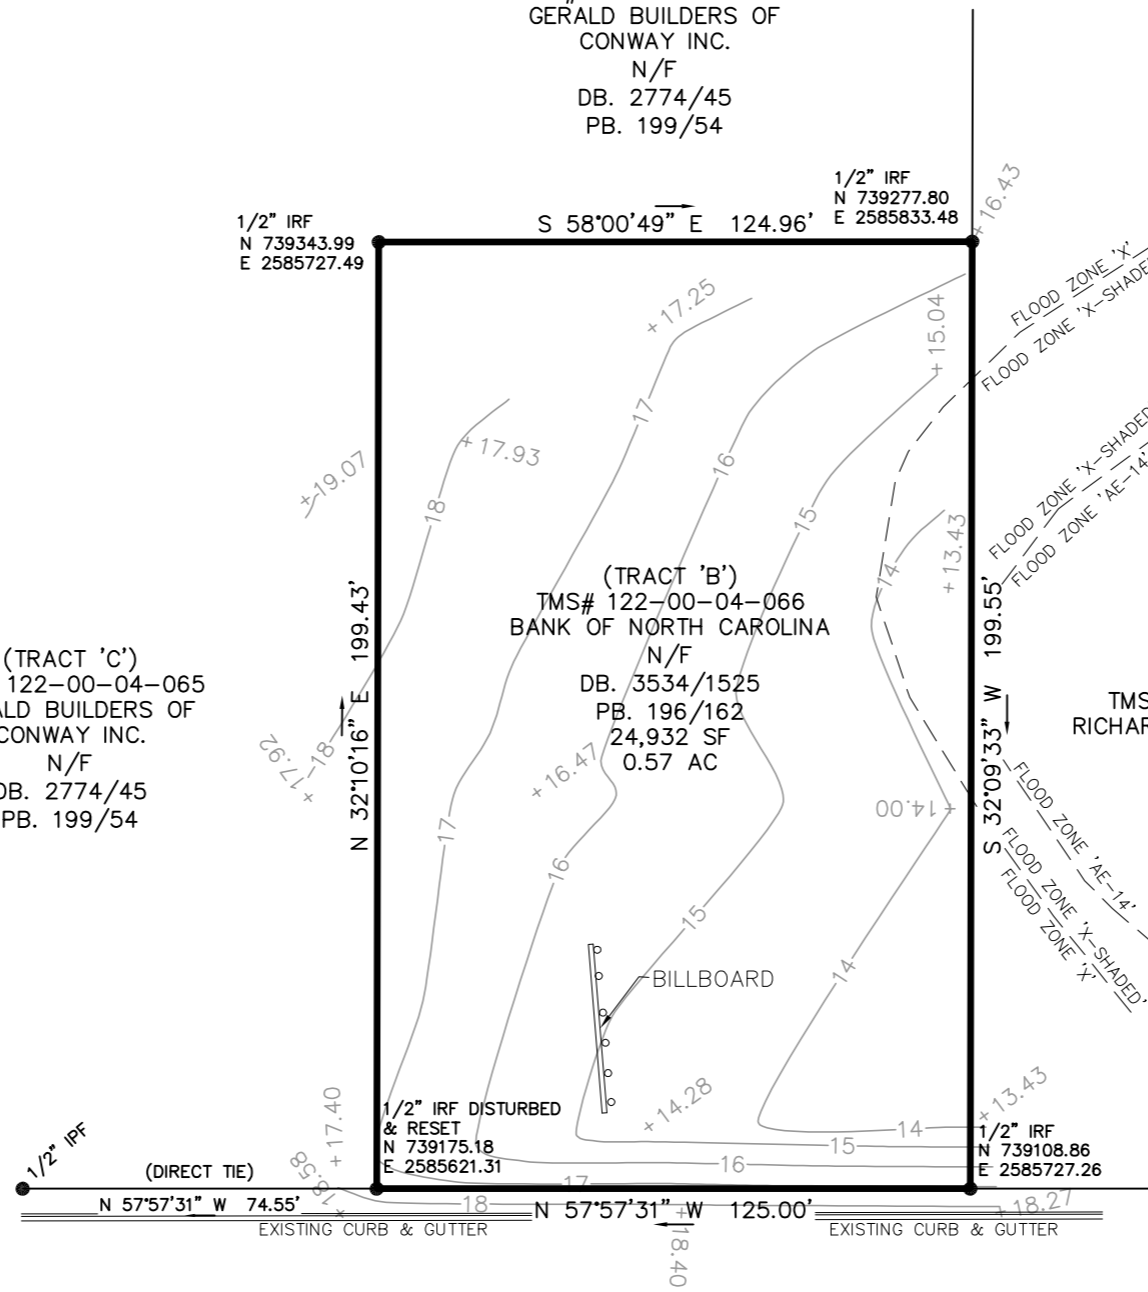 GERALD BUILDERS OF
CONWAY INC.
N/F
DB. 2774/45
PB. 199/54
1/2" IRF
N 739343.99
E 2585727.49
S 58°00'49" E 124.96'
1/2" IRF
N 739277.80
E 2585833.48
+16.43
+17.25
+15.04
FLOOD ZONE 'X'
FLOOD ZONE 'X-SHADE
17
16
+17.93
+19.07
18
15
14
+13.43
FLOOD ZONE 'X-SHADED
FLOOD ZONE 'AE-14'
N 32°10'16" E 199.43'
(TRACT 'B')
TMS# 122-00-04-066
BANK OF NORTH CAROLINA
N/F
DB. 3534/1525
PB. 196/162
24,932 SF
0.57 AC
S 32°09'33" W 199.55'
(TRACT 'C')
122-00-04-065
ALD BUILDERS OF
CONWAY INC.
N/F
DB. 2774/45
PB. 199/54
TMS
RICHAR
18
+17.92
+16.47
+14.00
17
16
15
14
FLOOD ZONE 'AE-14'
FLOOD ZONE 'X-SHADED'
FLOOD ZONE 'X'
BILLBOARD
+14.28
+13.43
+17.40
1/2" IRF DISTURBED
& RESET
N 739175.18
E 2585621.31
14
15
16
17
18
1/2" IRF
N 739108.86
E 2585727.26
1/2" IPF
(DIRECT TIE)
+18.58
N 57°57'31" W 74.55'
N 57°57'31" W 125.00'
+18.27
+18.40
EXISTING CURB & GUTTER
EXISTING CURB & GUTTER